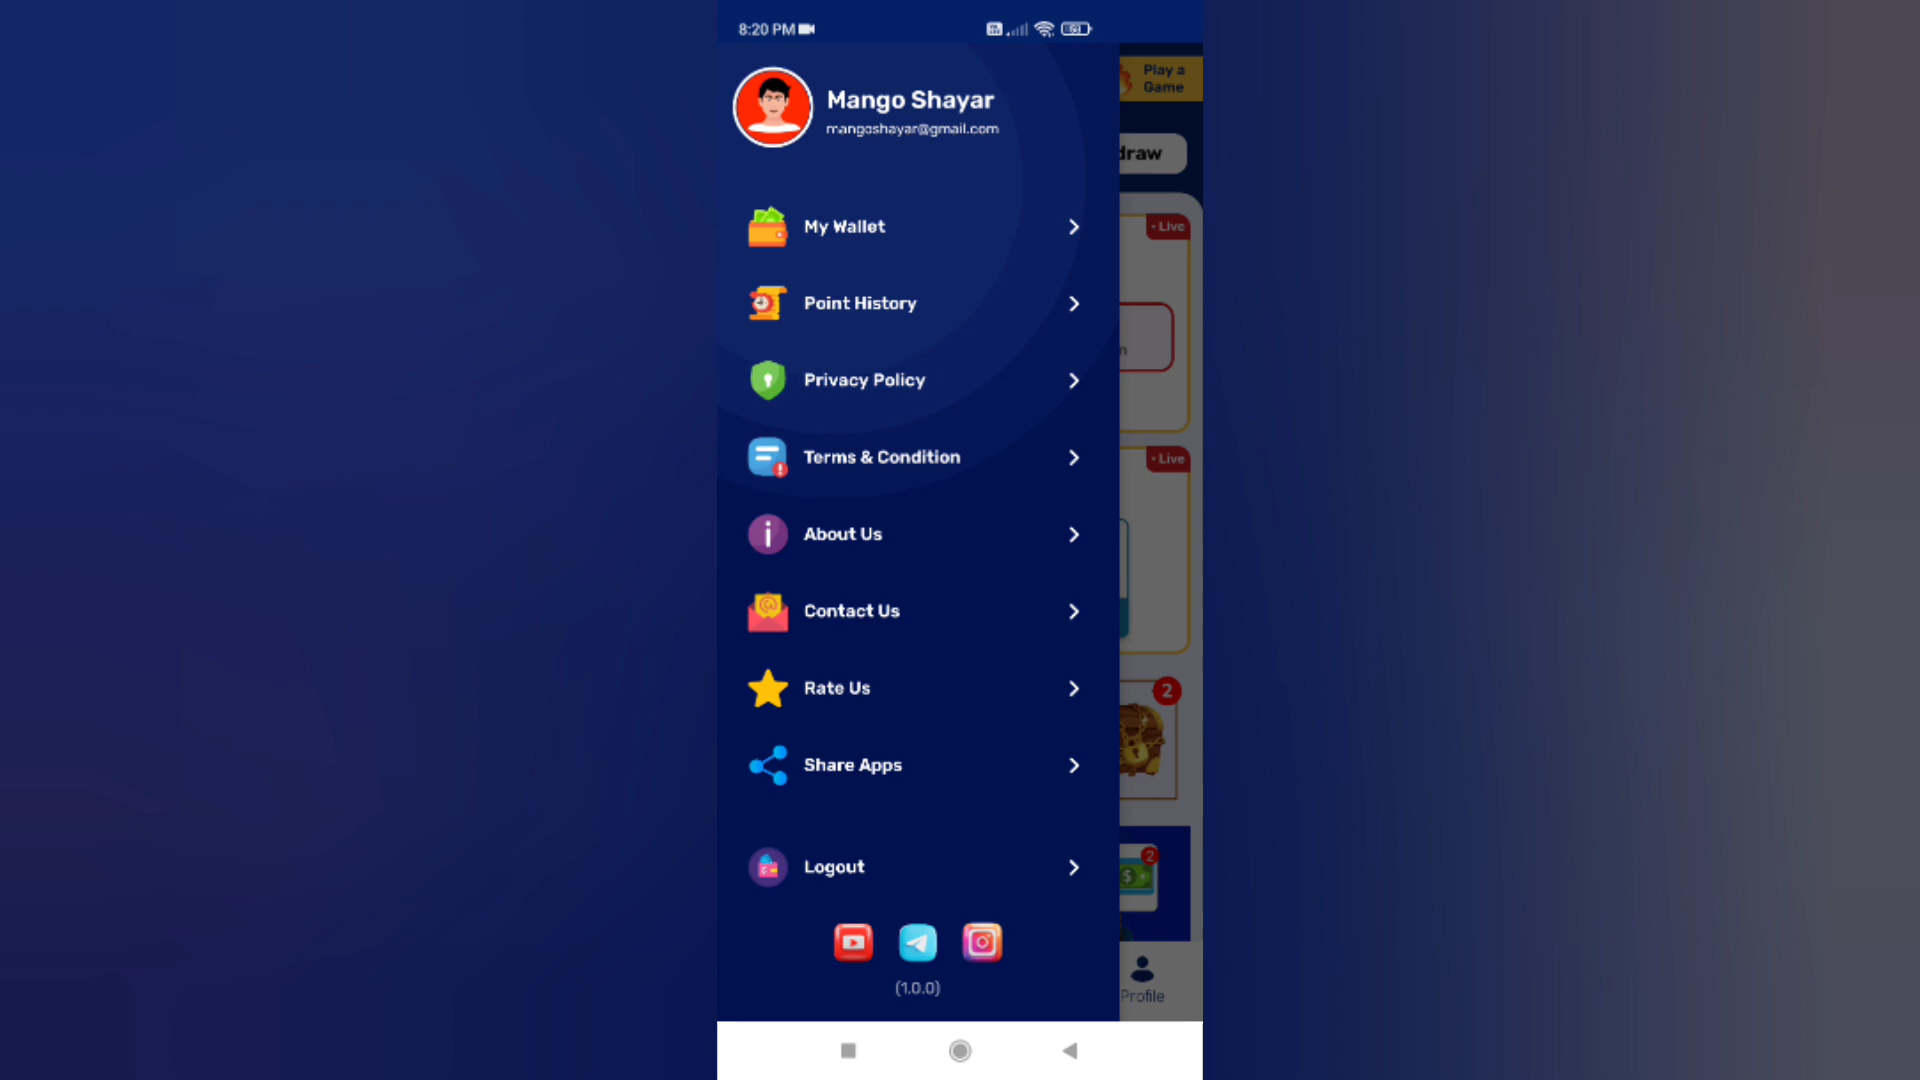 8:20 PM
Play a
Game
Mango Shayar
mangoshayar@gmail.com
draw
My Wallet
• Live
Point History
n
Privacy Policy
Terms & Condition
• Live
About Us
Contact Us
Rate Us
2
Share Apps
Logout
2
$
(1.0.0)
Profile